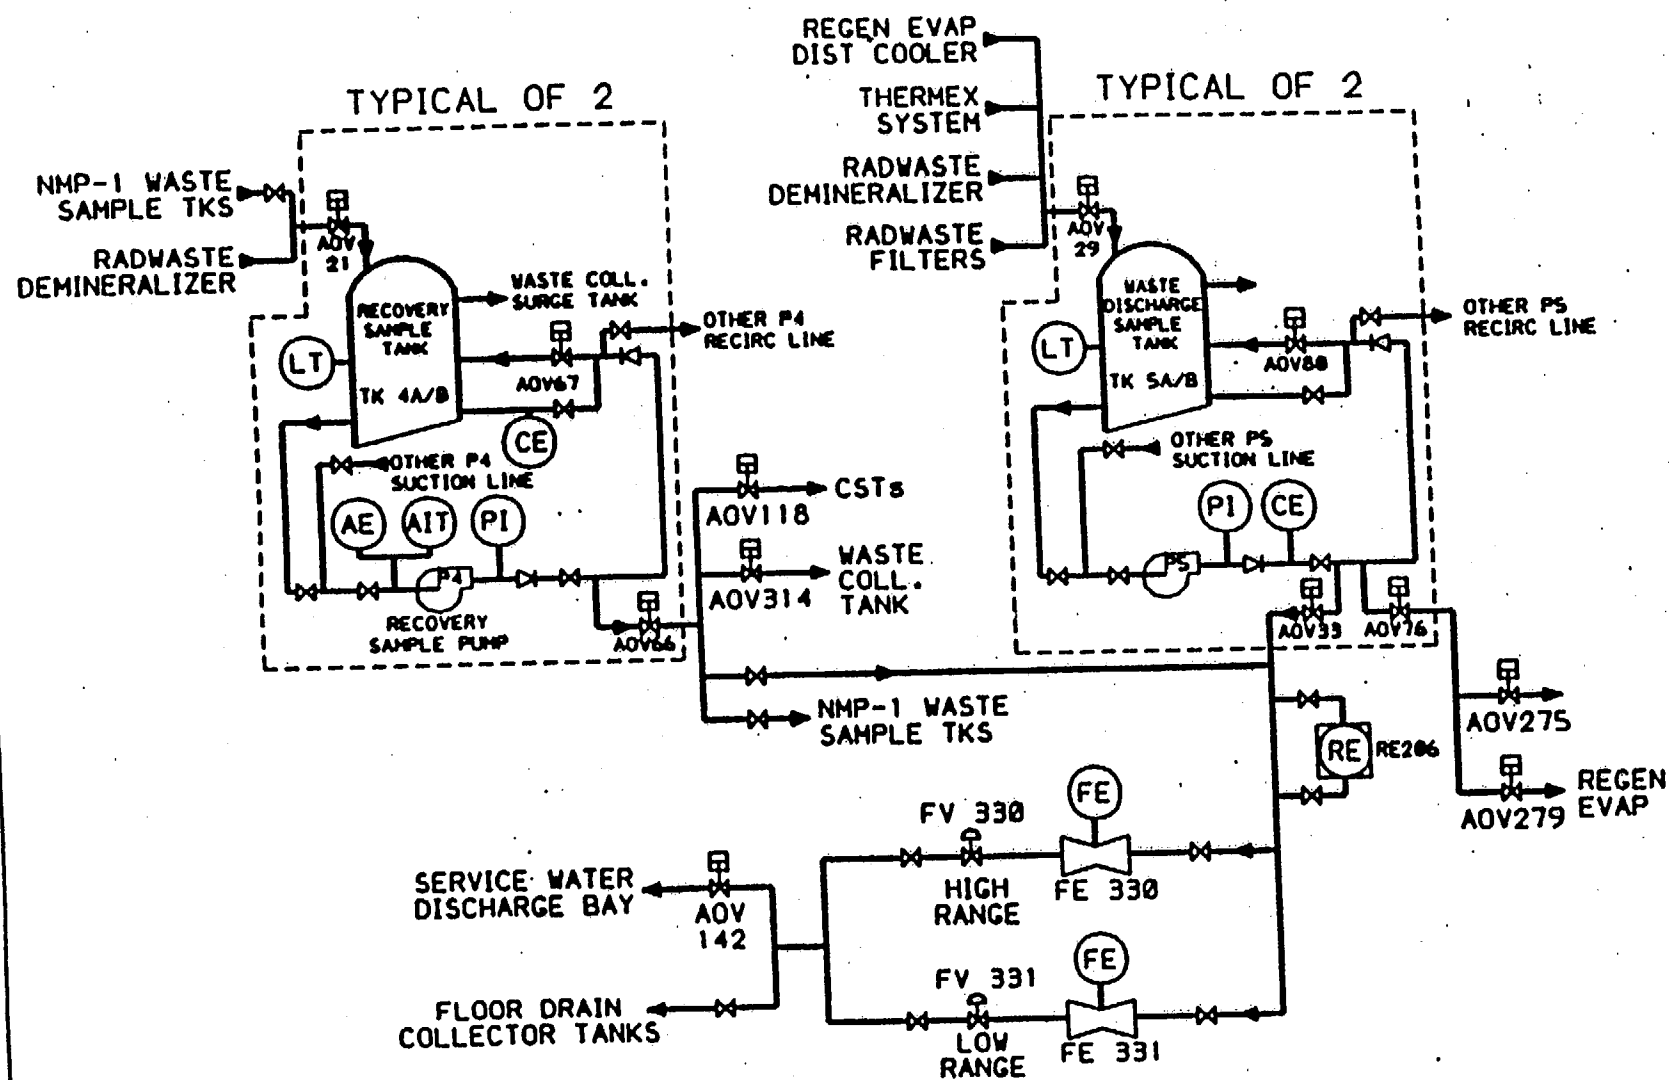 REGEN EVAP
DIST COOLER
THERMEX
SYSTEM
RADWASTE
DEMINERALIZER
RADWASTE
FILTERS
TYPICAL OF 2
TYPICAL OF 2
NMP-1 WASTE
SAMPLE TKS
RADWASTE
DEMINERALIZER
AOV
21
RECOVERY
SAMPLE
TANK
TK 4A/B
LT
WASTE COLL.
SURGE TANK
OTHER P4
RECIRC LINE
AOV67
CE
OTHER P4
SUCTION LINE
AE
AIT
PI
P4
RECOVERY
SAMPLE PUMP
AOV66
AOV
29
WASTE
DISCHARGE
SAMPLE
TANK
TK 5A/B
LT
AOV80
OTHER P5
RECIRC LINE
OTHER P5
SUCTION LINE
PI
CE
P5
AOV33
AOV76
AOV118
CSTs
AOV314
WASTE
COLL.
TANK
NMP-1 WASTE
SAMPLE TKS
RE
RE206
AOV275
AOV279
REGEN
EVAP
FV 330
HIGH
RANGE
FE
FE 330
SERVICE WATER
DISCHARGE BAY
AOV
142
FLOOR DRAIN
COLLECTOR TANKS
FV 331
LOW
RANGE
FE
FE 331